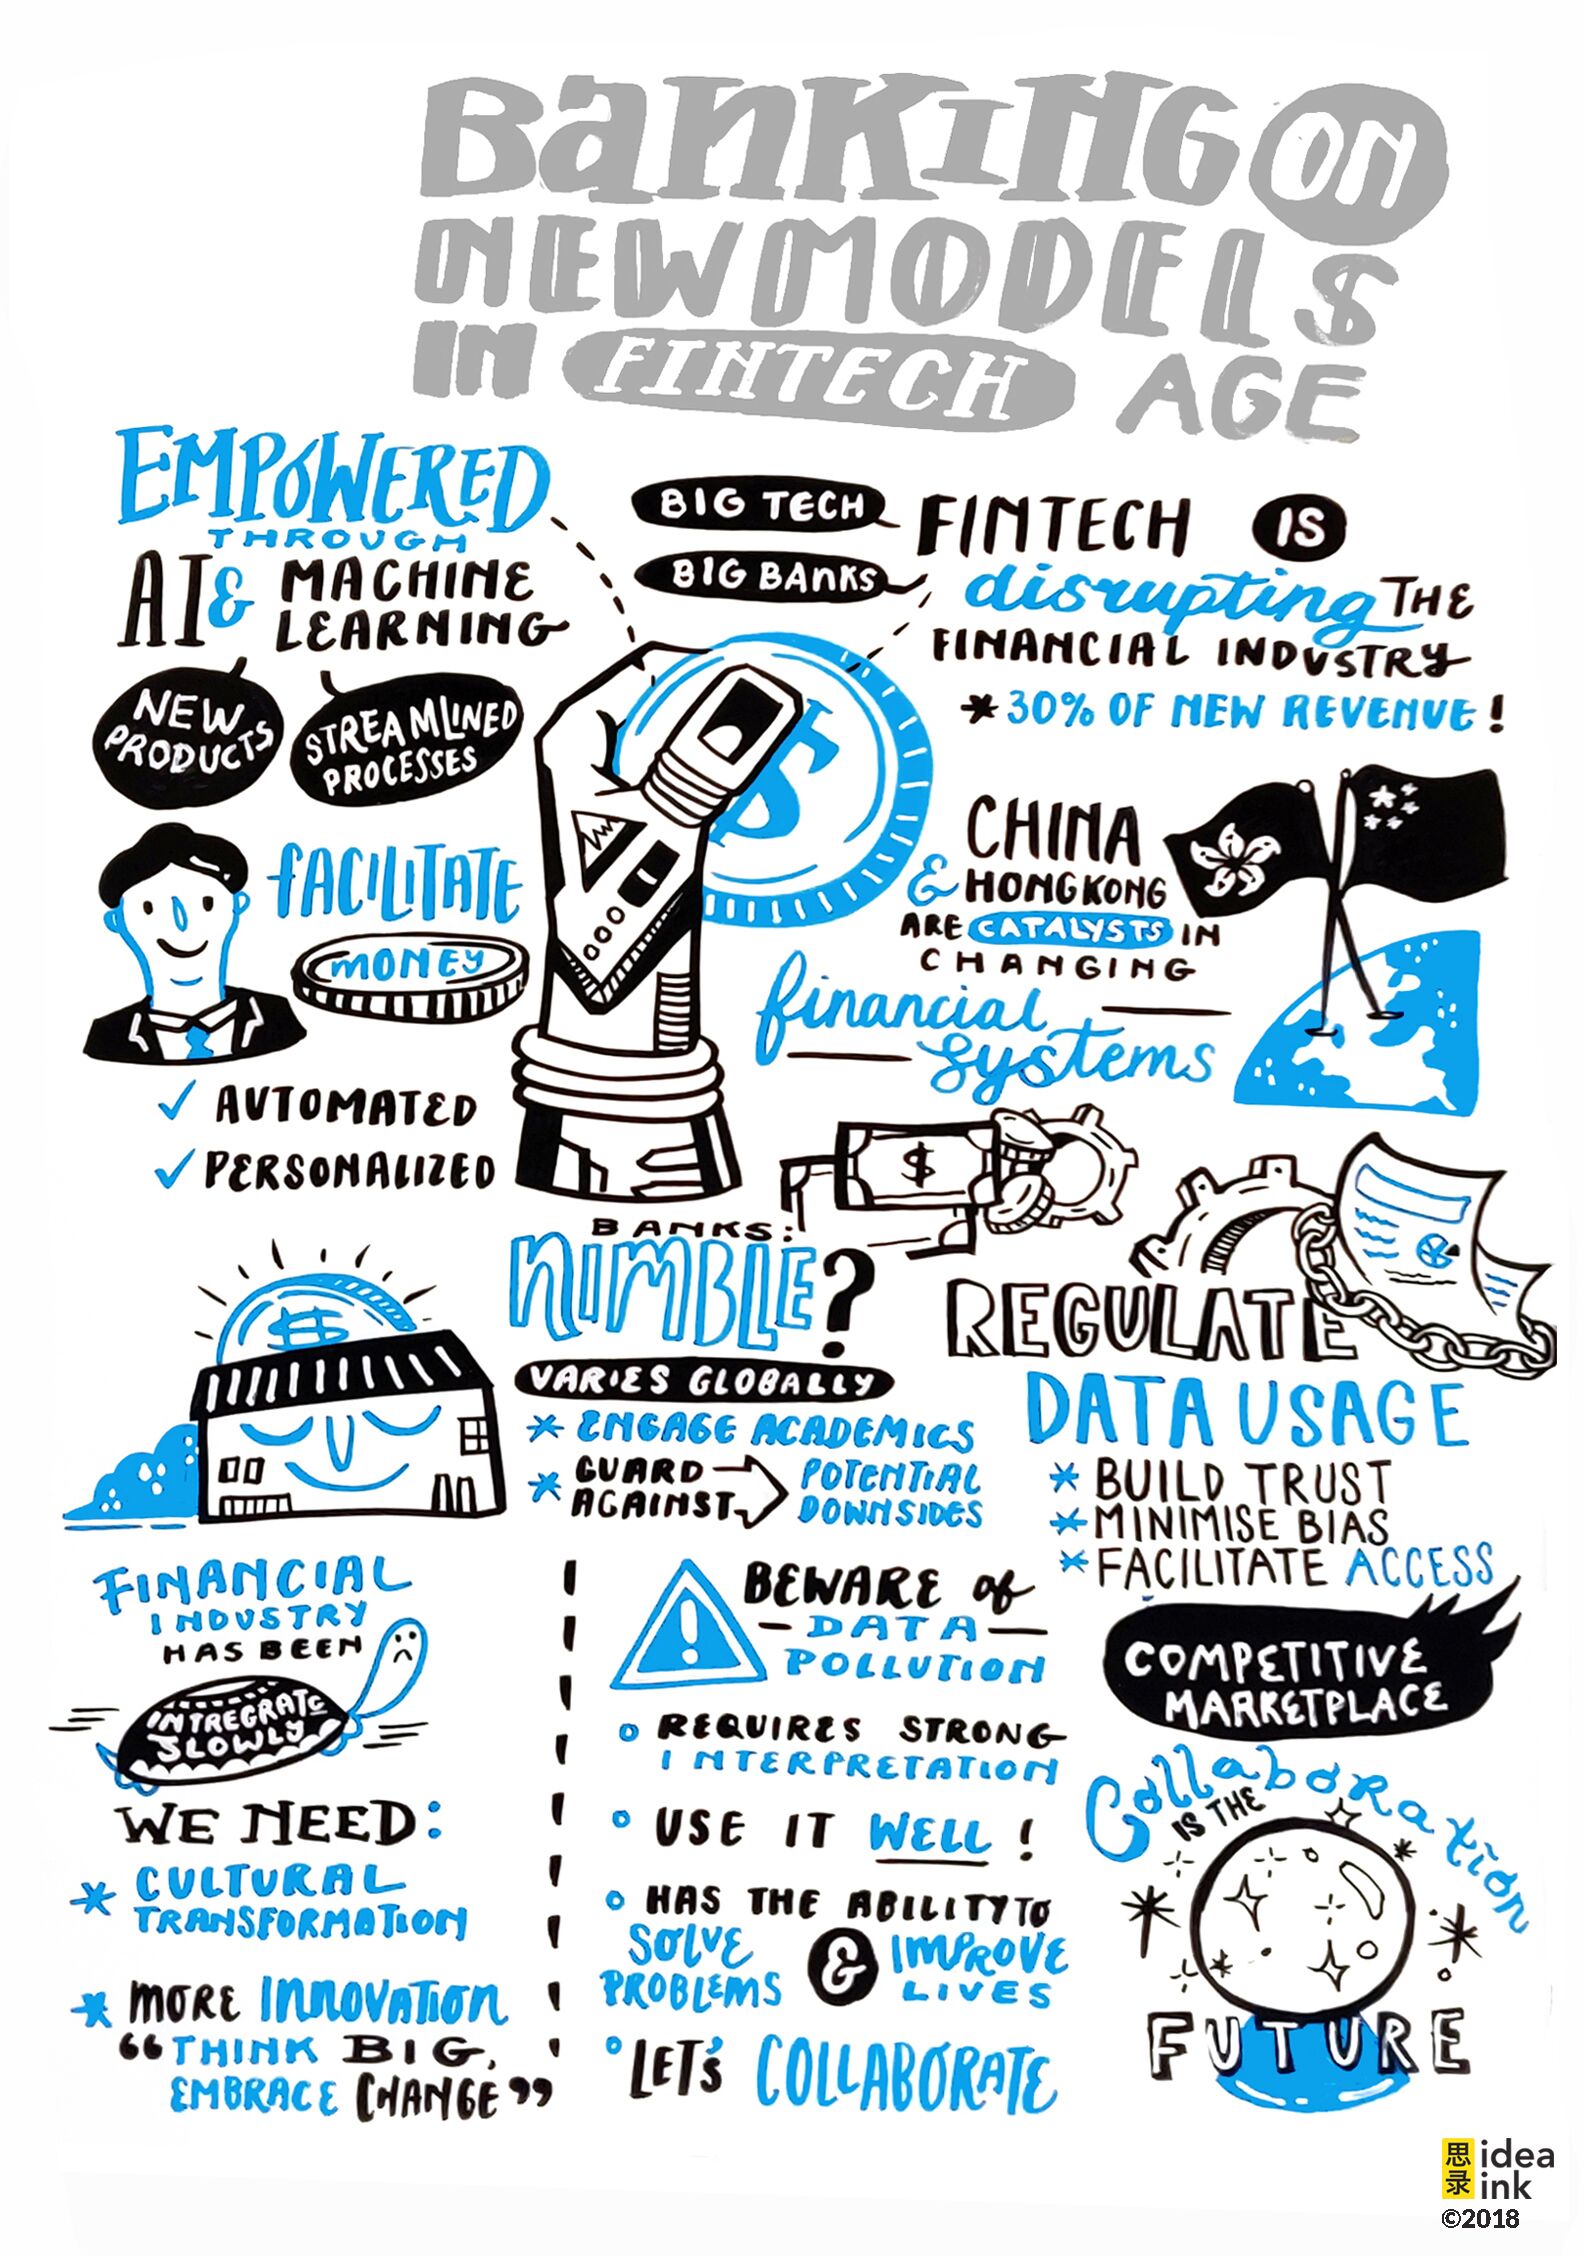 BANKING ON
NEW MODELS
IN FINTECH AGE
EMPOWERED
THROUGH
AI & MACHINE
LEARNING
NEW
PRODUCTS
STREAMLINED
PROCESSES
FACILITATE
MONEY
✓ AUTOMATED
✓ PERSONALIZED
BIG TECH
BIG BANKS
FINTECH IS
disrupting THE
FINANCIAL INDUSTRY
* 30% OF NEW REVENUE!
$
CHINA
& HONGKONG
ARE CATALYSTS IN
CHANGING
financial
systems
$
BANKS:
NIMBLE?
VARIES GLOBALLY
* ENGAGE ACADEMICS
* GUARD
AGAINST
POTENTIAL
DOWNSIDES
REGULATE
DATA USAGE
* BUILD TRUST
* MINIMISE BIAS
* FACILITATE ACCESS
COMPETITIVE
MARKETPLACE
Collaboration
IS THE
FUTURE
$
FINANCIAL
INDUSTRY
HAS BEEN
INTREGRATE
SLOWLY
WE NEED:
* CULTURAL
TRANSFORMATION
* MORE INNOVATION
“THINK BIG,
EMBRACE CHANGE”
!
BEWARE of
— DATA —
POLLUTION
○ REQUIRES STRONG
INTERPRETATION
○ USE IT WELL!
○ HAS THE ABILITY TO
SOLVE
PROBLEMS
&
IMPROVE
LIVES
○ LET'S COLLABORATE
思录
idea
ink
©2018